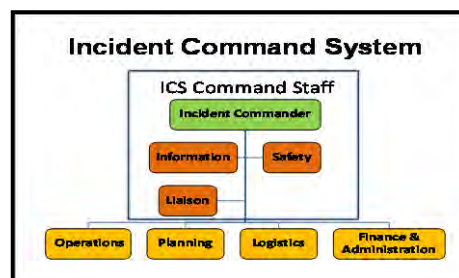 Incident Command System
ICS Command Staff
Incident Commander
Information
Safety
Liaison
Operations
Planning
Logistics
Finance &
Administration